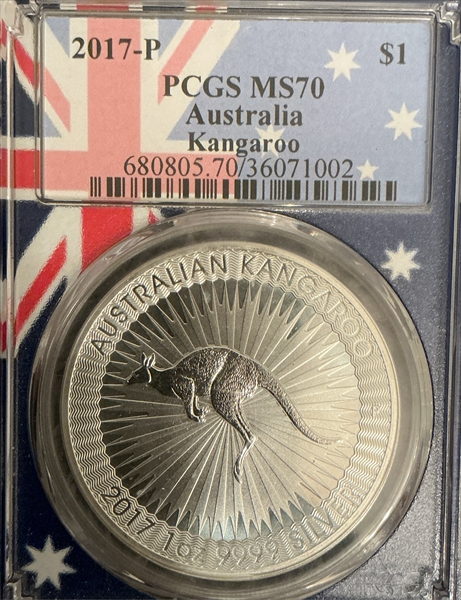 2017-P $1
PCGS MS70
Australia
Kangaroo
680805.70/36071002
AUSTRALIAN KANGAROO
2017 1oz 9999 SILVER